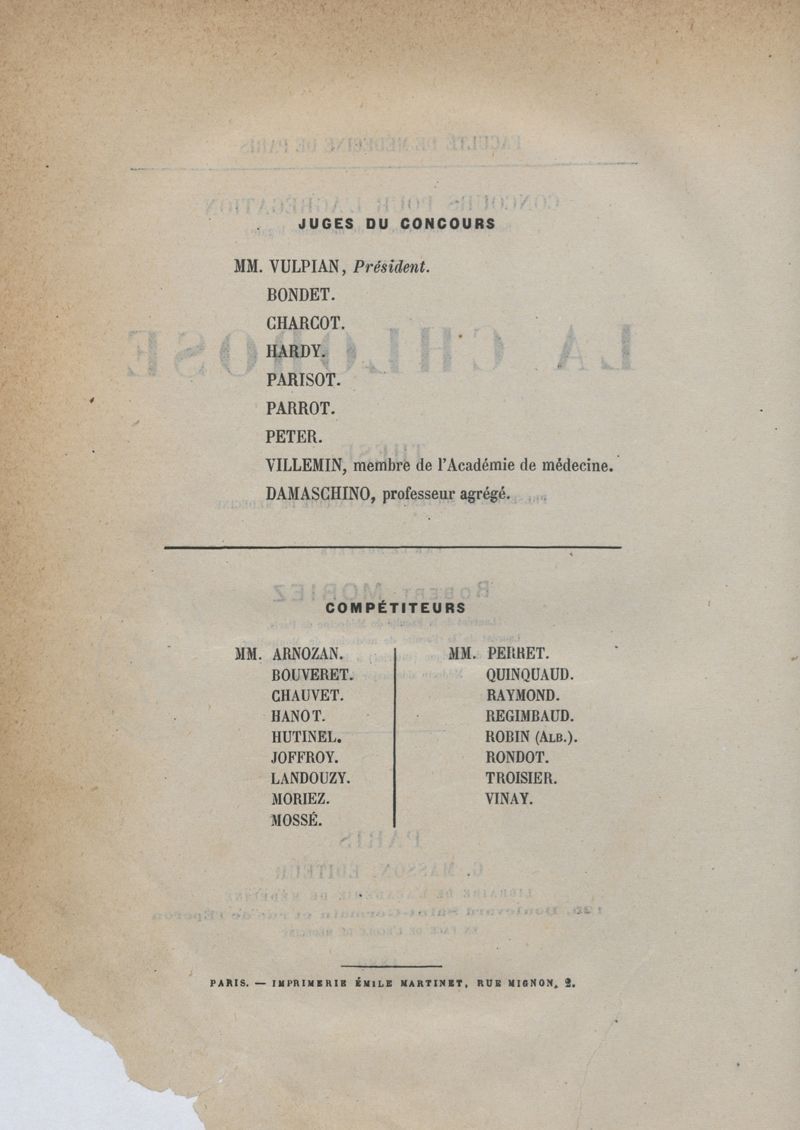 JUGES DU CONCOURS
MM. VULPIAN, Président.
BONDET.
CHARCOT.
HARDY.
PARISOT.
PARROT.
PETER.
VILLEMIN, membre de l'Académie de médecine.
DAMASCHINO, professeur agrégé.
COMPÉTITEURS
MM. ARNOZAN.
BOUVERET.
CHAUVET.
HANOT.
HUTINEL.
JOFFROY.
LANDOUZY.
MORIEZ.
MOSSÉ.
MM. PERRET.
QUINQUAUD.
RAYMOND.
REGIMBAUD.
ROBIN (ALB.).
RONDOT.
TROISIER.
VINAY.
PARIS. — IMPRIMERIE ÉMILE MARTINET, RUE MIGNON, 2.